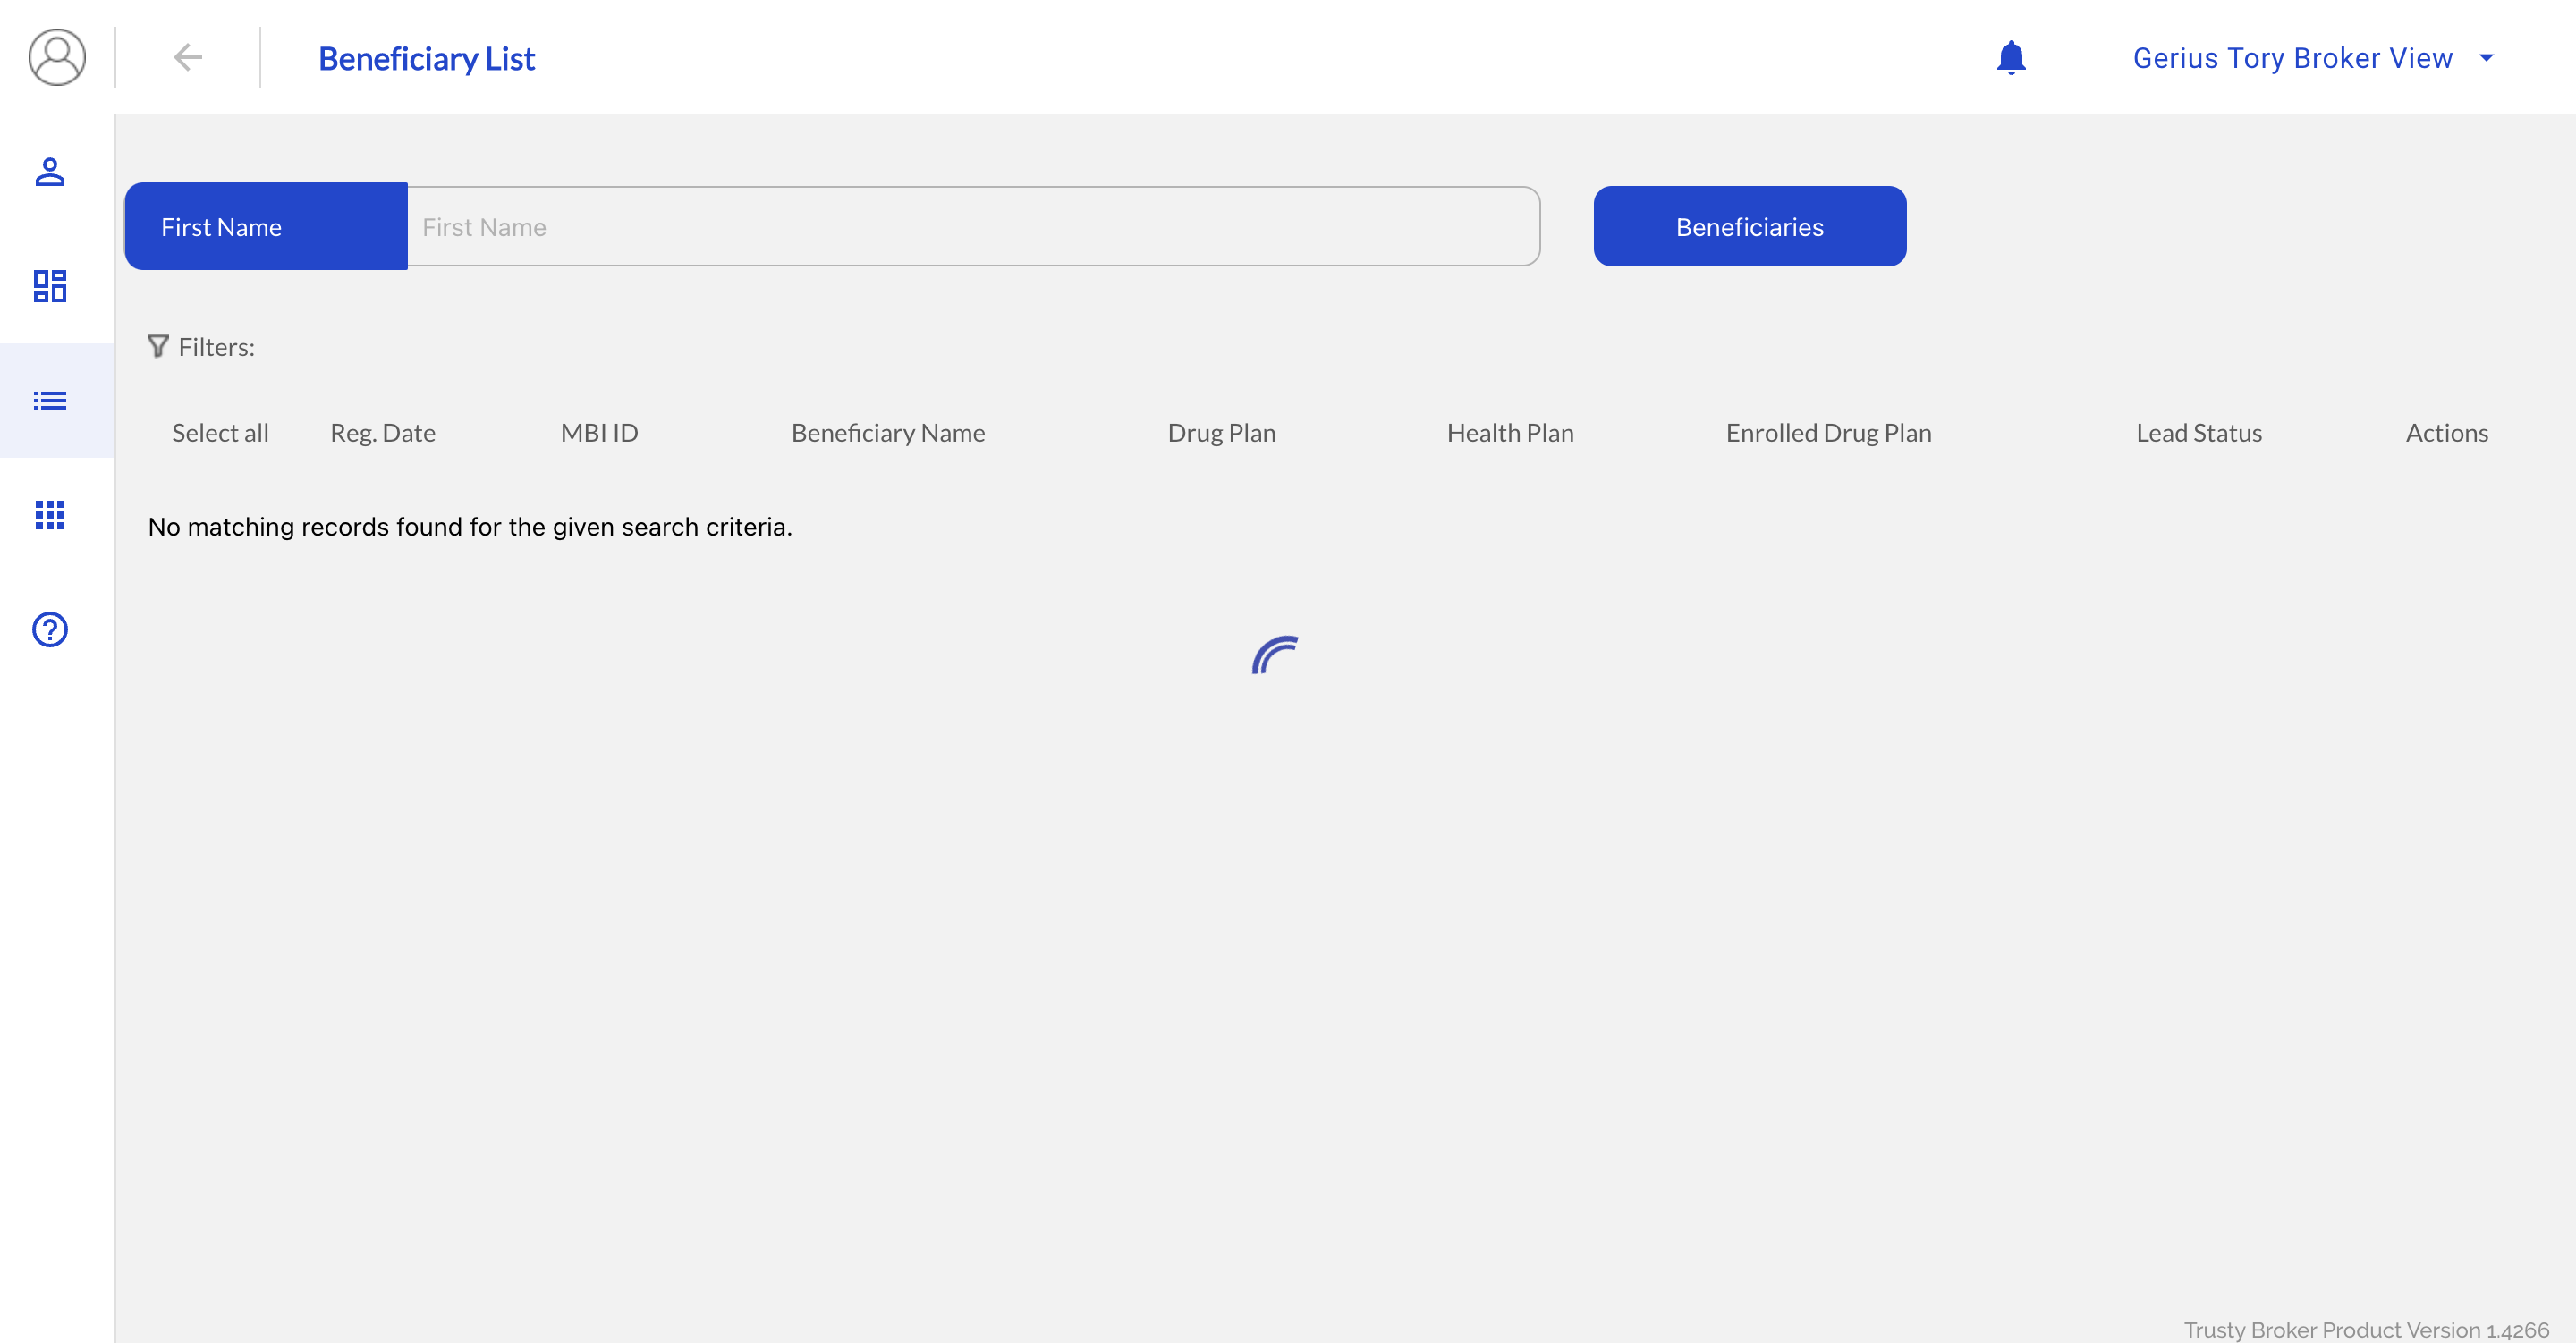 Beneficiary List
Gerius Tory Broker View
First Name
First Name
Beneficiaries
Filters:
Select all Reg. Date MBI ID Beneficiary Name Drug Plan Health Plan Enrolled Drug Plan Lead Status Actions
No matching records found for the given search criteria.
Trusty Broker Product Version 1.4266